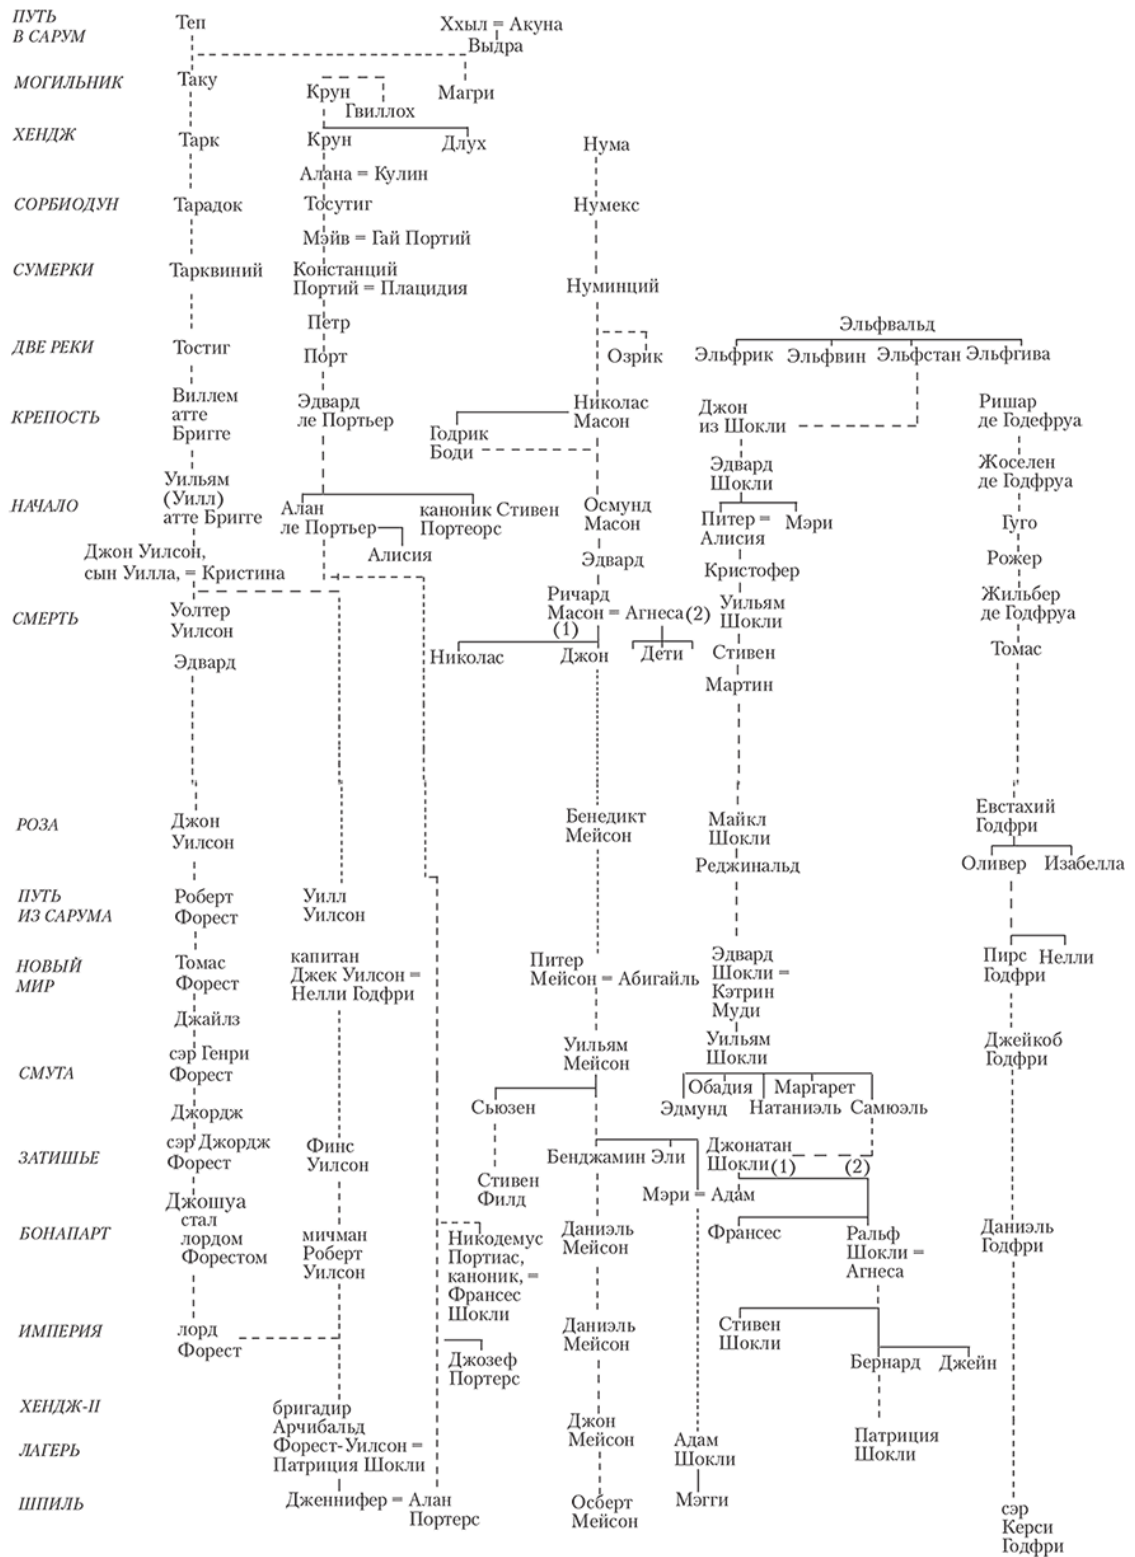 ПУТЬ
В САРУМ
Теп
Ххыл = Акуна
Выдра
МОГИЛЬНИК
Таку
Крун
Гвиллох
Магри
ХЕНДЖ
Тарк
Крун
Длух
Нума
Алана = Кулин
СОРБИОДУН
Тарадок
Тосутиг
Нумекс
Мэйв = Гай Портий
СУМЕРКИ
Тарквиний
Констанций
Портий = Плацидия
Нуминций
Петр
Эльфвальд
ДВЕ РЕКИ
Тостиг
Порт
Озрик
Эльфрик
Эльфвин
Эльфстан
Эльфгива
КРЕПОСТЬ
Виллем
атте
Бригге
Эдвард
ле Портьер
Годрик
Боди
Николас
Масон
Джон
из Шокли
Ришар
де Годефруа
Эдвард
Шокли
Жоселен
де Годфруа
НАЧАЛО
Уильям
(Уилл)
атте Бригге
Алан
ле Портьер
каноник Стивен
Портеорс
Осмунд
Масон
Питер =
Алисия
Мэри
Гуго
Алисия
Джон Уилсон,
сын Уилла, = Кристина
Эдвард
Кристофер
Рожер
СМЕРТЬ
Уолтер
Уилсон
Ричард
Масон = Агнеса (2)
(1)
Уильям
Шокли
Жильбер
де Годфруа
Эдвард
Николас
Джон
Дети
Стивен
Томас
Мартин
РОЗА
Джон
Уилсон
Бенедикт
Мейсон
Майкл
Шокли
Евстахий
Годфри
Реджинальд
Оливер
Изабелла
ПУТЬ
ИЗ САРУМА
Роберт
Форест
Уилл
Уилсон
НОВЫЙ
МИР
Томас
Форест
капитан
Джек Уилсон =
Нелли Годфри
Питер
Мейсон = Абигайль
Эдвард
Шокли =
Кэтрин
Муди
Пирс
Годфри
Нелли
Джайлз
СМУТА
сэр Генри
Форест
Уильям
Мейсон
Уильям
Шокли
Джейкоб
Годфри
Джордж
Сьюзен
Обадия
Маргарет
Эдмунд
Натаниэль
Самюэль
ЗАТИШЬЕ
сэр Джордж
Форест
Финс
Уилсон
Стивен
Филд
Бенджамин
Эли
Джонатан
Шокли (1)
(2)
Мэри = Адам
БОНАПАРТ
Джошуа
стал
лордом
Форестом
мичман
Роберт
Уилсон
Никодемус
Портиас,
каноник, =
Франсес
Шокли
Даниэль
Мейсон
Франсес
Ральф
Шокли =
Агнеса
Даниэль
Годфри
ИМПЕРИЯ
лорд
Форест
Джозеф
Портерс
Даниэль
Мейсон
Стивен
Шокли
Бернард
Джейн
ХЕНДЖ-II
ЛАГЕРЬ
бригадир
Арчибальд
Форест-Уилсон =
Патриция Шокли
Джон
Мейсон
Адам
Шокли
Патриция
Шокли
ШПИЛЬ
Дженнифер = Алан
Портерс
Осберт
Мейсон
Мэгги
сэр
Керси
Годфри